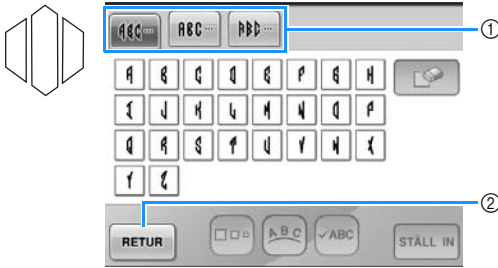 ABC··· ABC··· ABC··· ①
A B C D E F G H
I J K L M N O P
Q R S T U V W X
Y Z
②
RETUR ABC ✓ABC STÄLL IN